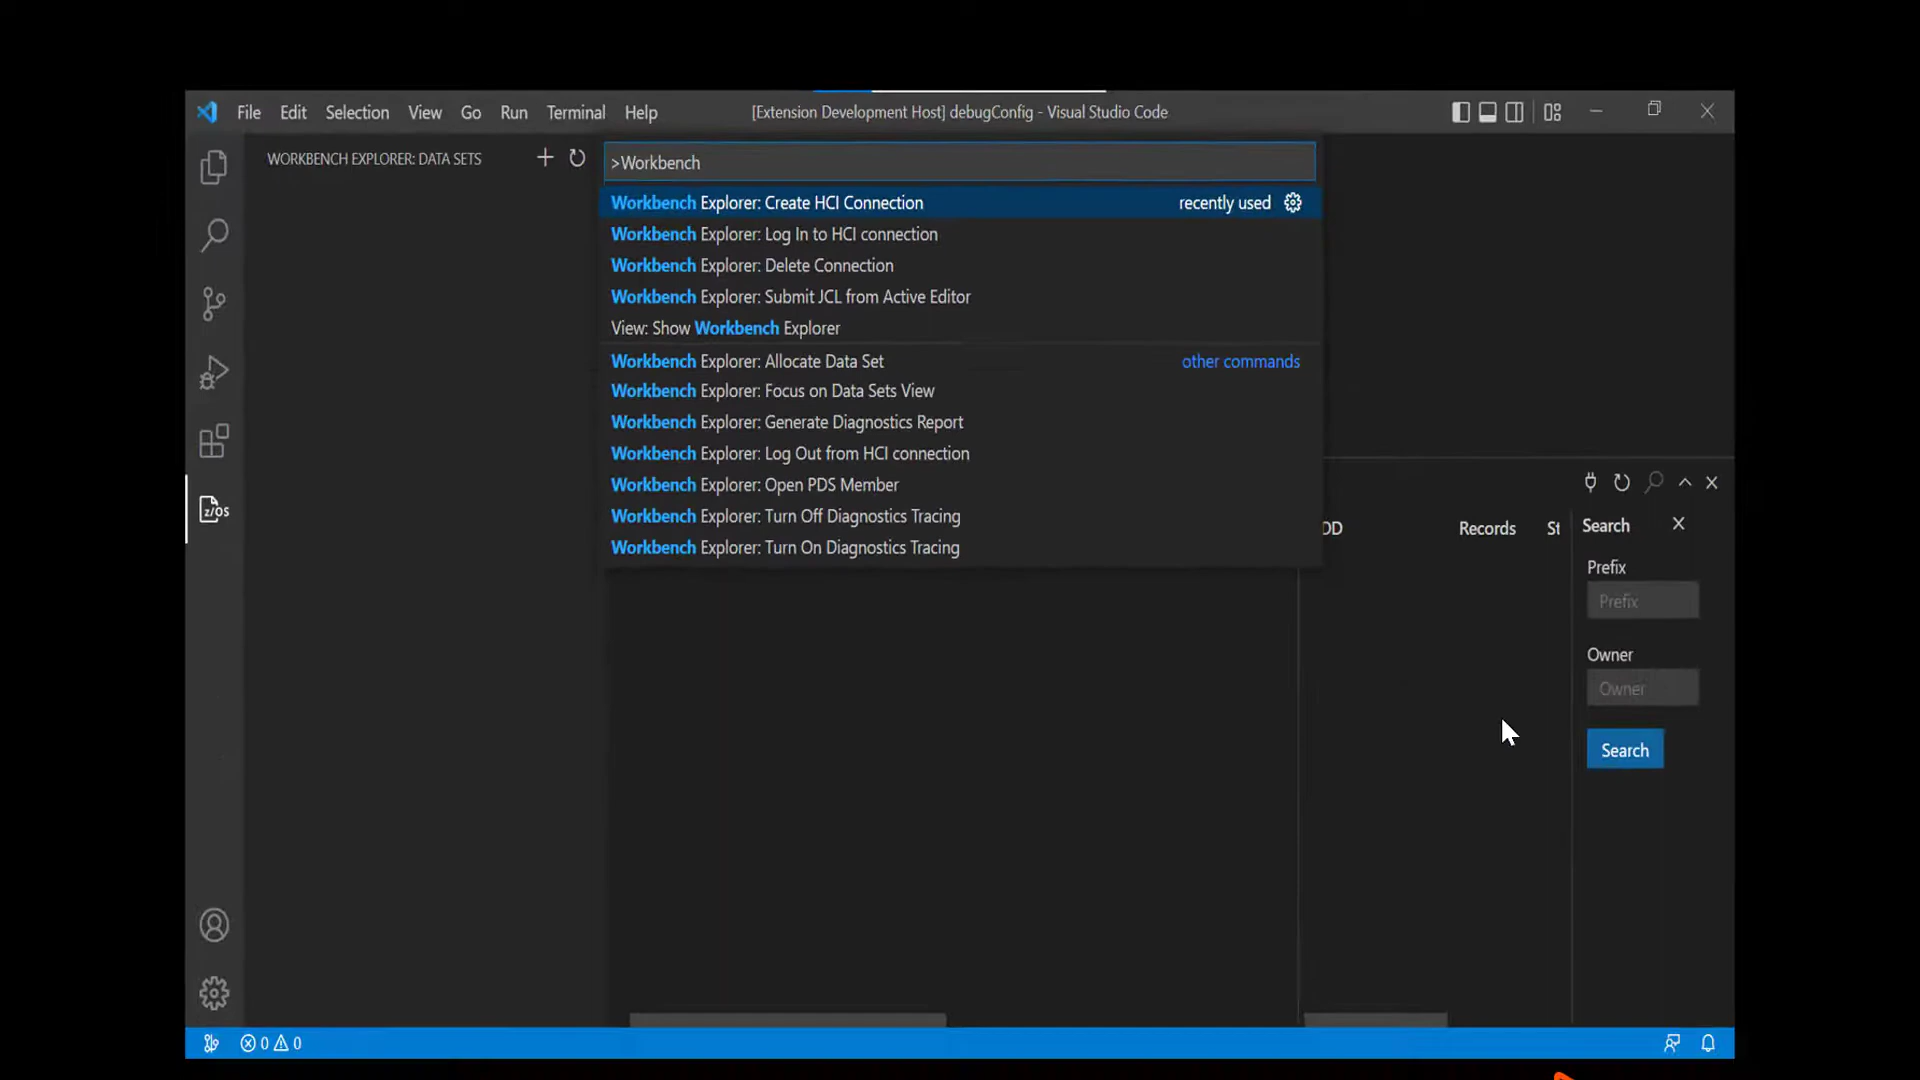 File Edit Selection View Go Run Terminal Help [Extension Development Host] debugConfig - Visual Studio Code
WORKBENCH EXPLORER: DATA SETS
>Workbench
Workbench Explorer: Create HCI Connection recently used
Workbench Explorer: Log In to HCI connection
Workbench Explorer: Delete Connection
Workbench Explorer: Submit JCL from Active Editor
View: Show Workbench Explorer
Workbench Explorer: Allocate Data Set other commands
Workbench Explorer: Focus on Data Sets View
Workbench Explorer: Generate Diagnostics Report
Workbench Explorer: Log Out from HCI connection
Workbench Explorer: Open PDS Member
Workbench Explorer: Turn Off Diagnostics Tracing
Workbench Explorer: Turn On Diagnostics Tracing
z/os
DD Records St
Search
Prefix
Prefix
Owner
Owner
Search
0 0